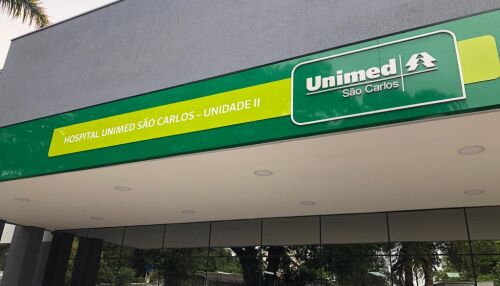 HOSPITAL UNIMED SÃO CARLOS – UNIDADE II
Unimed
São Carlos